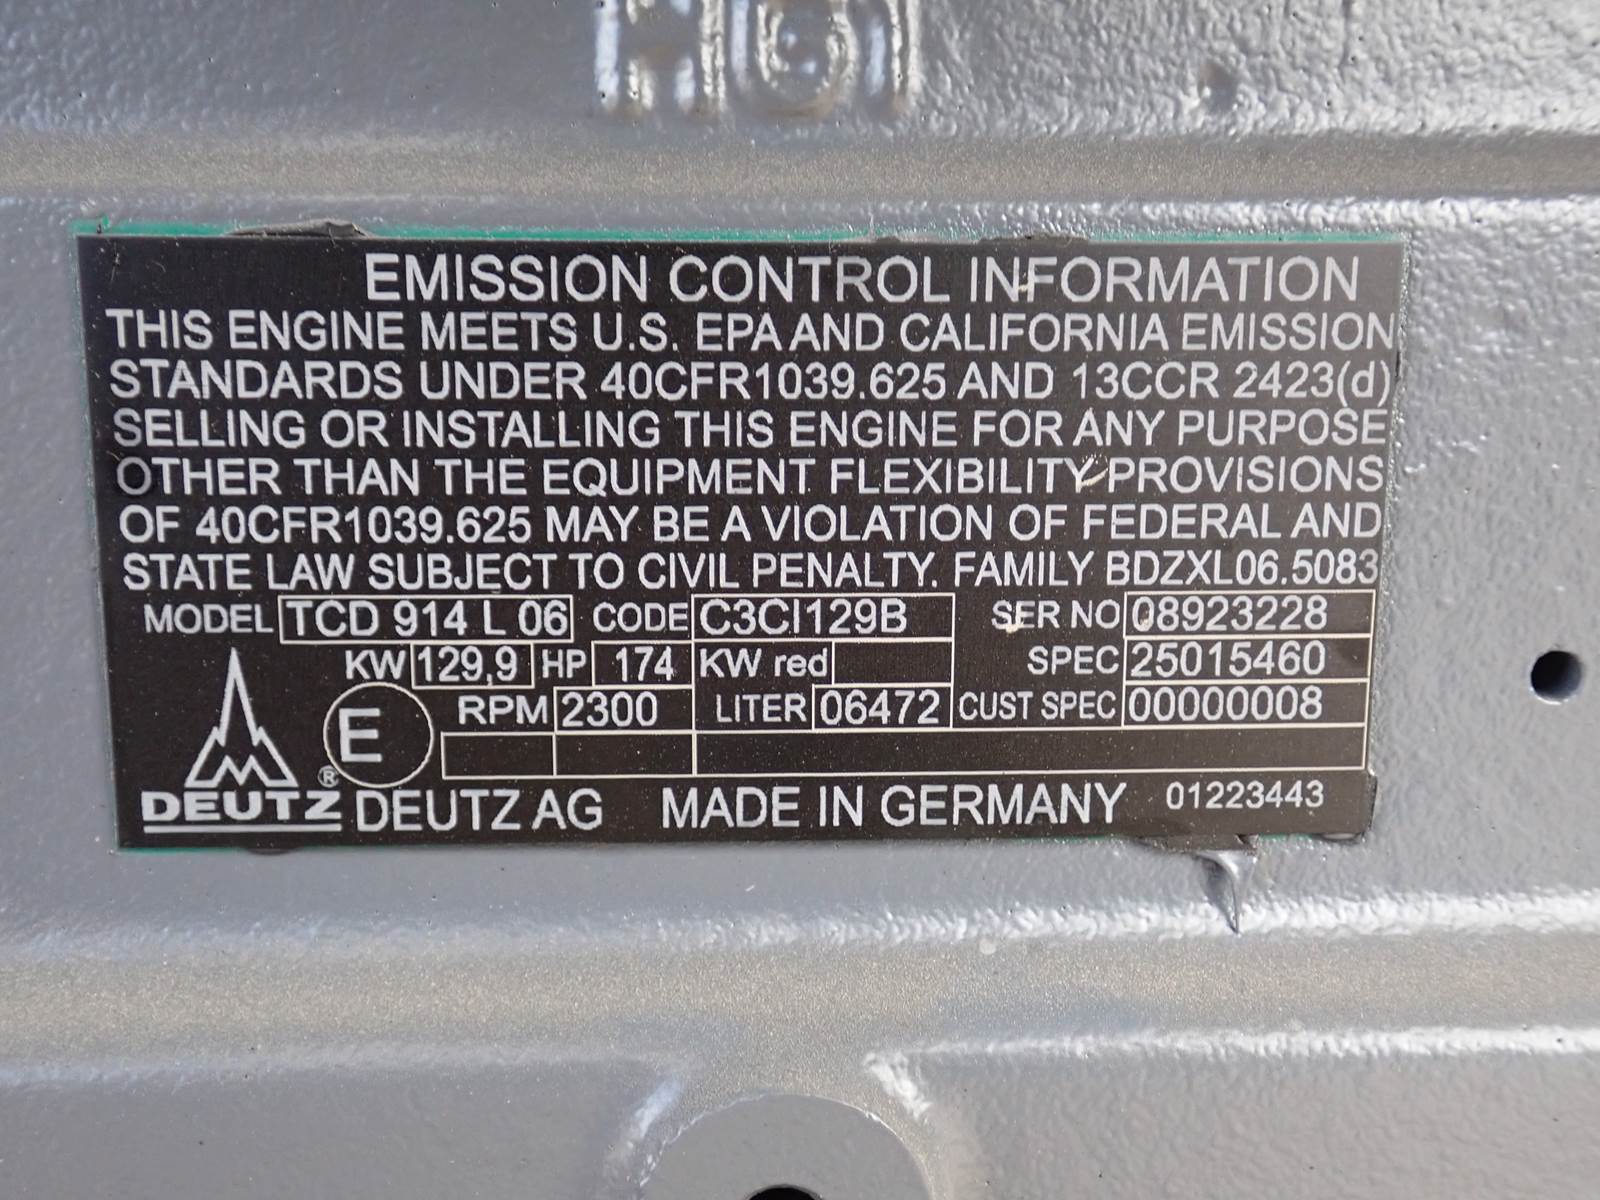 EMISSION CONTROL INFORMATION
THIS ENGINE MEETS U.S. EPA AND CALIFORNIA EMISSION
STANDARDS UNDER 40CFR1039.625 AND 13CCR 2423(d)
SELLING OR INSTALLING THIS ENGINE FOR ANY PURPOSE
OTHER THAN THE EQUIPMENT FLEXIBILITY PROVISIONS
OF 40CFR1039.625 MAY BE A VIOLATION OF FEDERAL AND
STATE LAW SUBJECT TO CIVIL PENALTY. FAMILY BDZXL06.5083
MODEL TCD 914 L 06 CODE C3CI129B SER NO 08923228
KW 129,9 HP 174 KW red SPEC 25015460
E RPM 2300 LITER 06472 CUST SPEC 00000008
DEUTZ ® DEUTZ AG MADE IN GERMANY 01223443